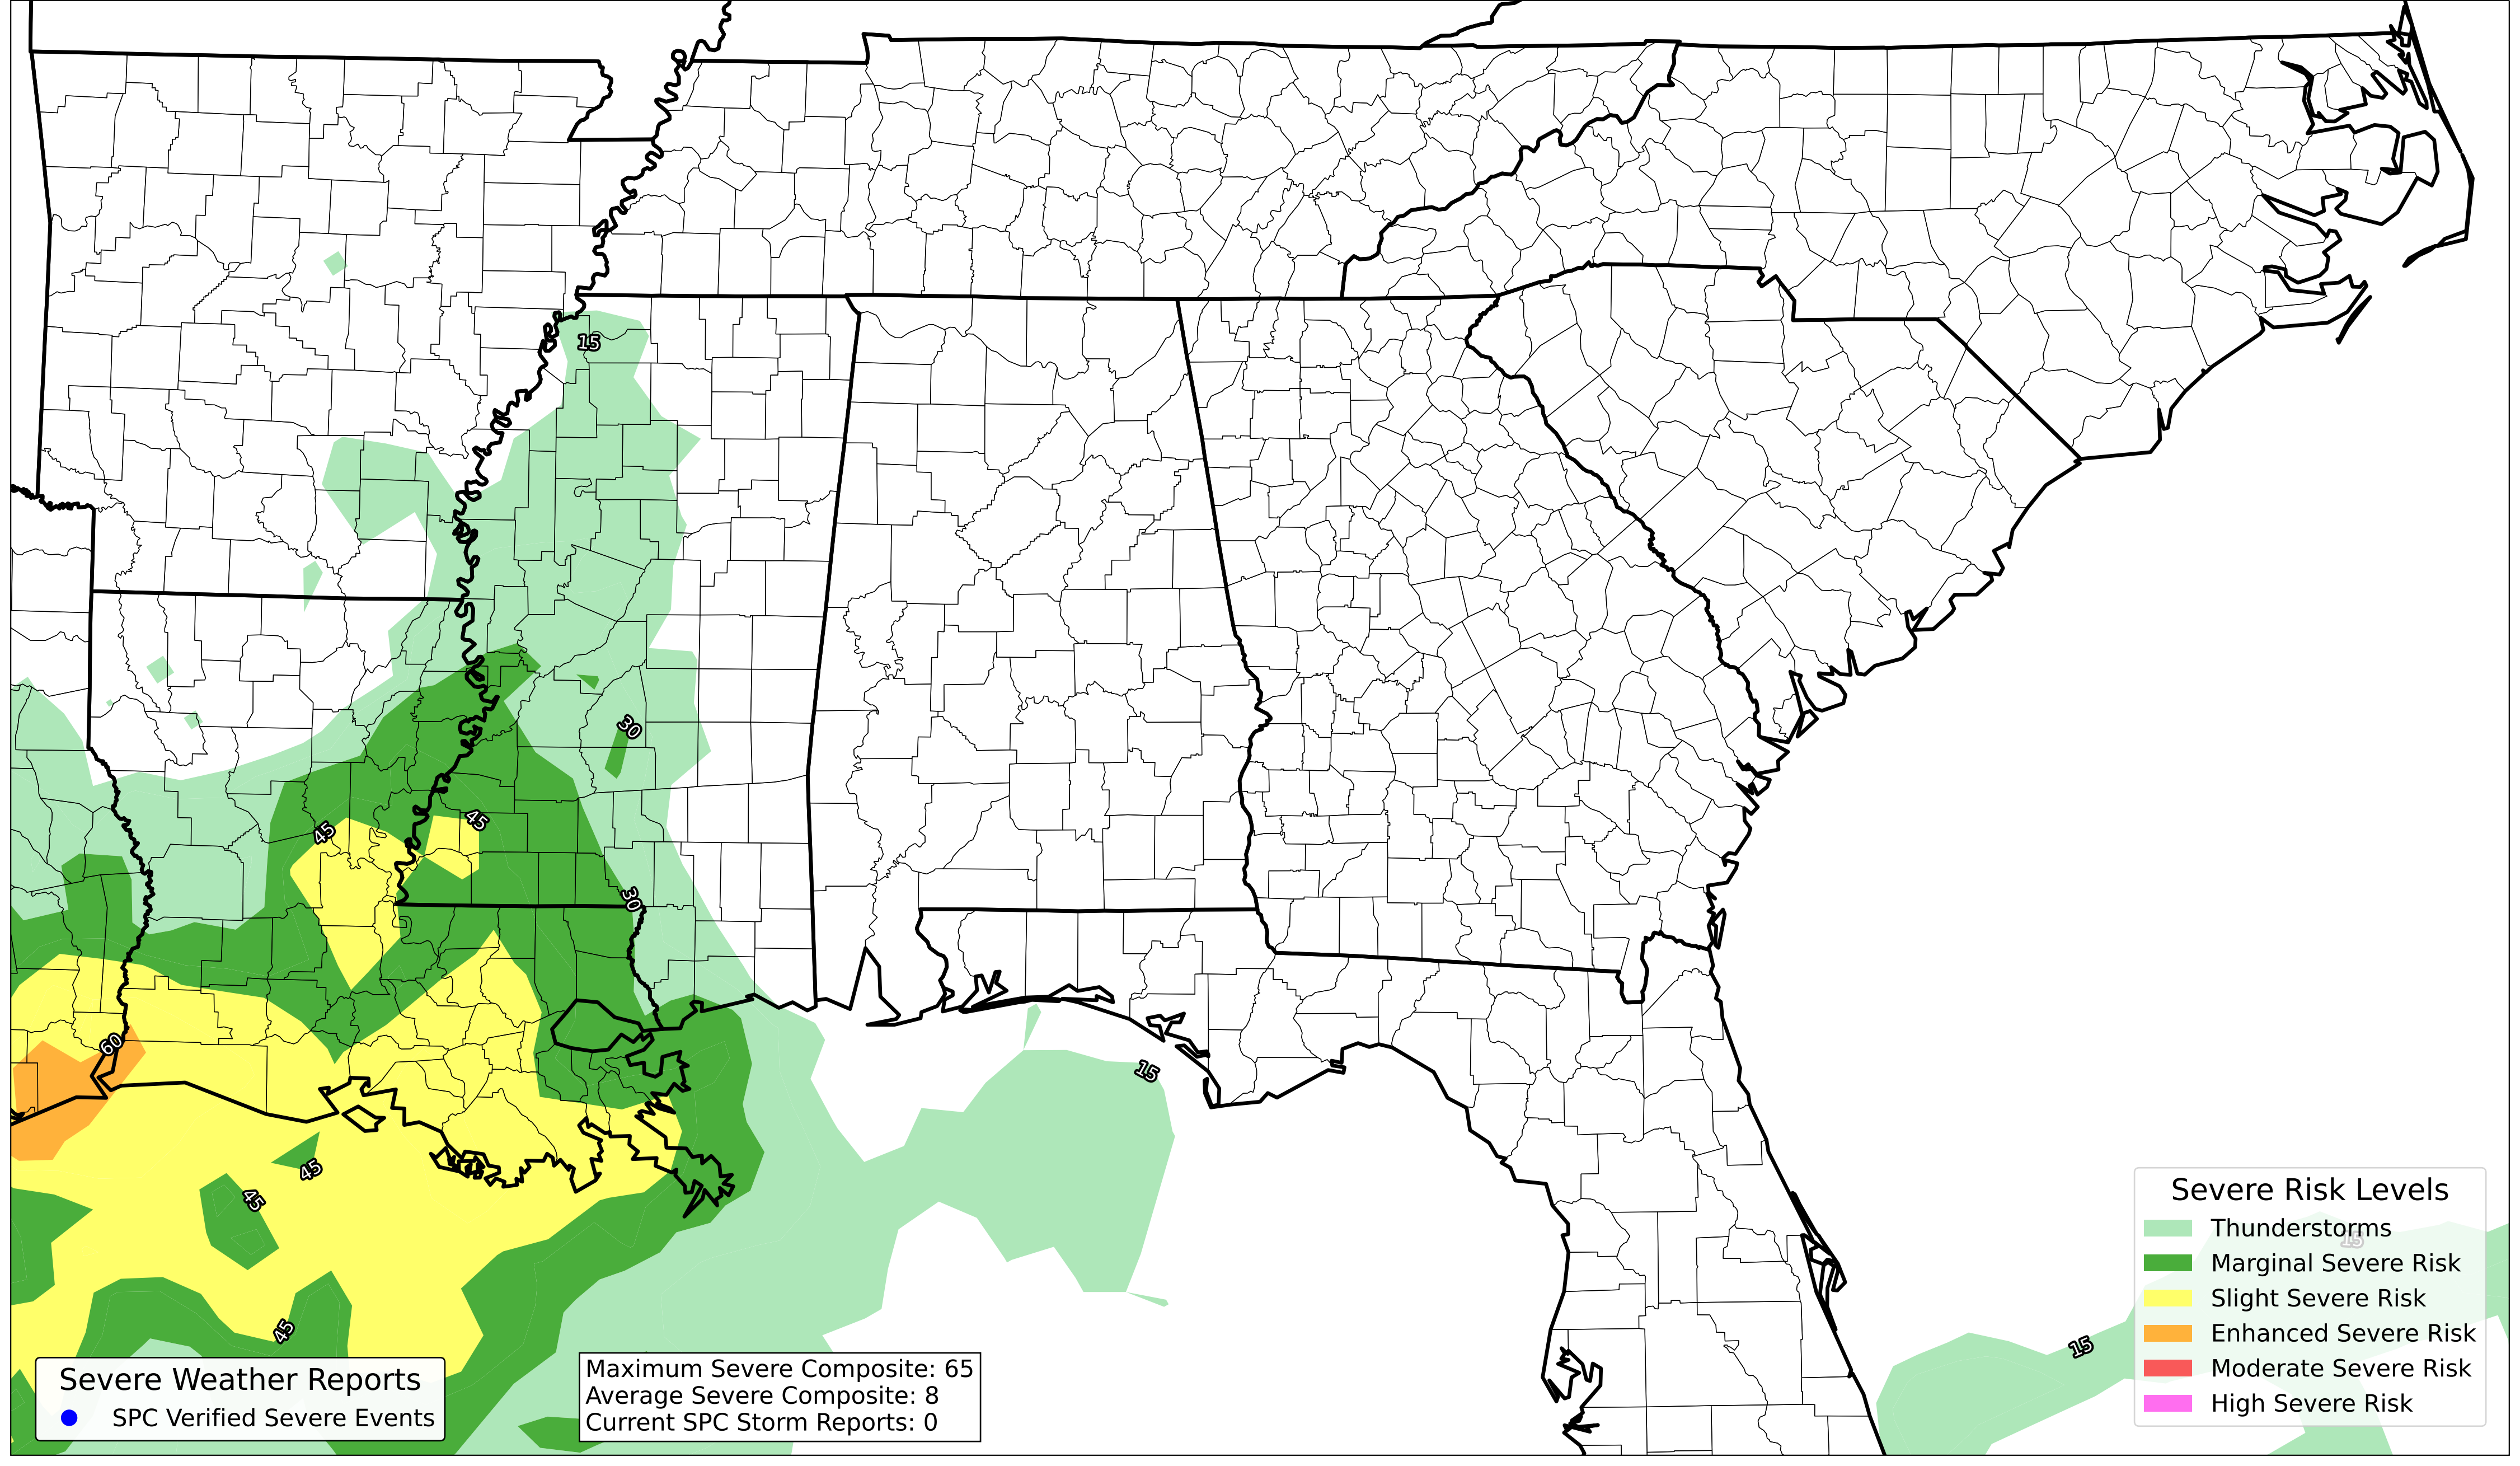 15
30
45
45
30
60
15
45
45
45
15
15
Severe Risk Levels
Thunderstorms
Marginal Severe Risk
Slight Severe Risk
Enhanced Severe Risk
Moderate Severe Risk
High Severe Risk
Severe Weather Reports
SPC Verified Severe Events
Maximum Severe Composite: 65
Average Severe Composite: 8
Current SPC Storm Reports: 0